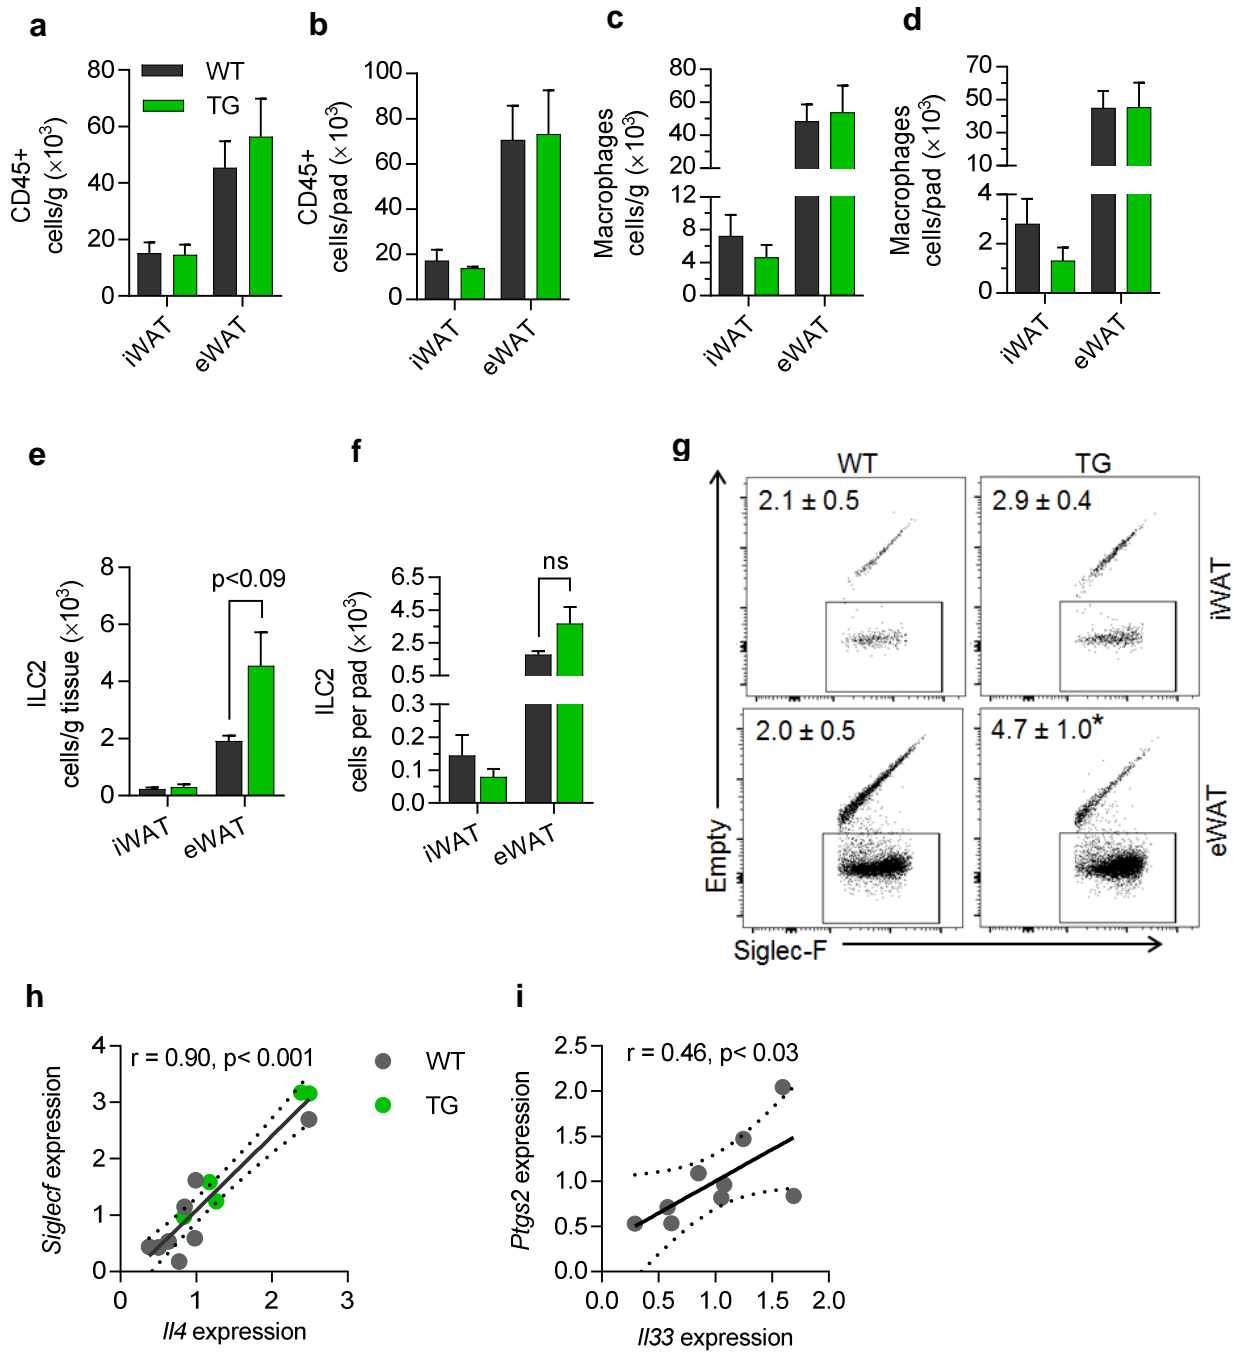 a
80
60
40
20
0
CD45+
cells/g (×10³)
WT
TG
iWAT
eWAT
b
100
80
60
40
20
0
CD45+
cells/pad (×10³)
iWAT
eWAT
c
80
60
40
20
12
8
4
0
Macrophages
cells/g (×10³)
iWAT
eWAT
d
70
50
30
10
4
2
0
Macrophages
cells/pad (×10³)
iWAT
eWAT
e
8
6
4
2
0
ILC2
cells/g tissue (×10³)
p<0.09
iWAT
eWAT
f
6.5
4.5
2.5
0.5
0.3
0.2
0.1
0.0
ILC2
cells per pad (×10³)
ns
iWAT
eWAT
g
WT
TG
2.1 ± 0.5
2.9 ± 0.4
iWAT
2.0 ± 0.5
4.7 ± 1.0*
eWAT
Empty
Siglec-F
h
4
3
2
1
0
Siglecf expression
r = 0.90, p< 0.001
WT
TG
0 1 2 3
Il4 expression
i
2.5
2.0
1.5
1.0
0.5
0.0
Ptgs2 expression
r = 0.46, p< 0.03
0.0 0.5 1.0 1.5 2.0
Il33 expression